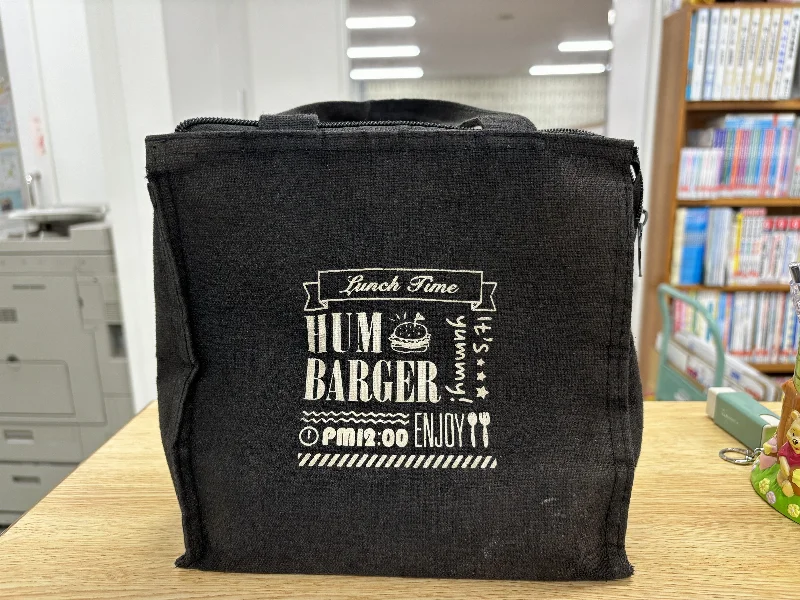 Lunch Time
HUM
BARGER
It's
yummy!
PM12:00 ENJOY